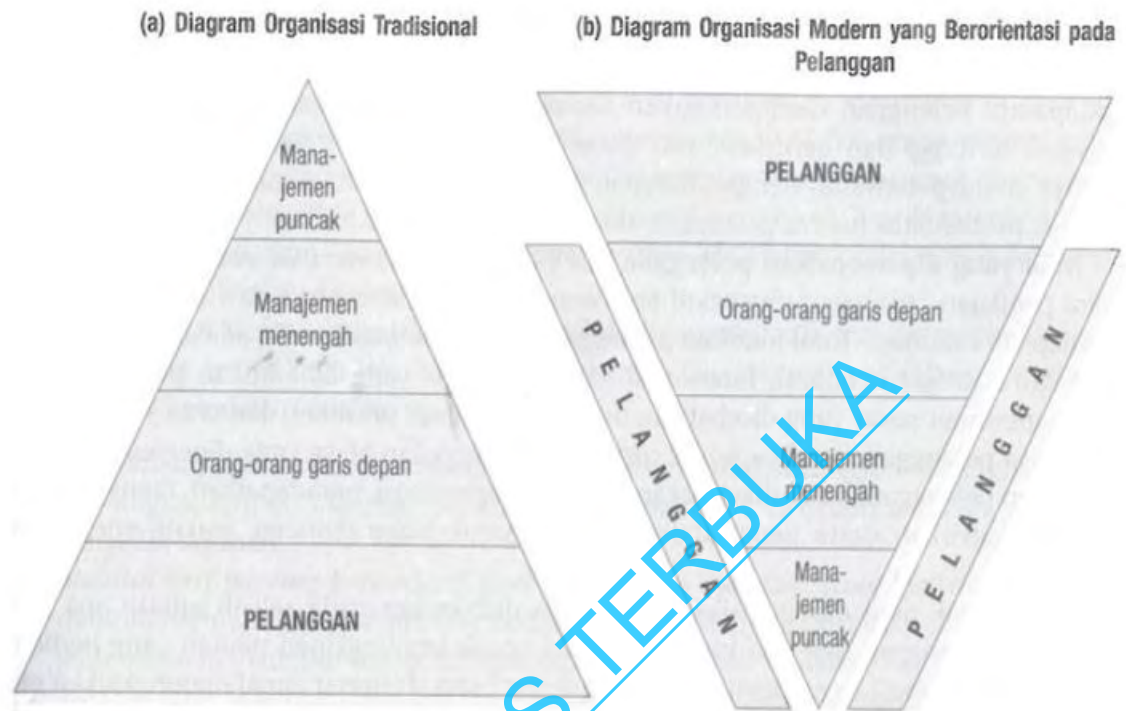 (a) Diagram Organisasi Tradisional
Mana-
jemen
puncak
Manajemen
menengah
Orang-orang garis depan
PELANGGAN
(b) Diagram Organisasi Modern yang Berorientasi pada
Pelanggan
PELANGGAN
Orang-orang garis depan
Manajemen
menengah
Mana-
jemen
puncak
PELANGGAN
PELANGGAN
S TERBUKA